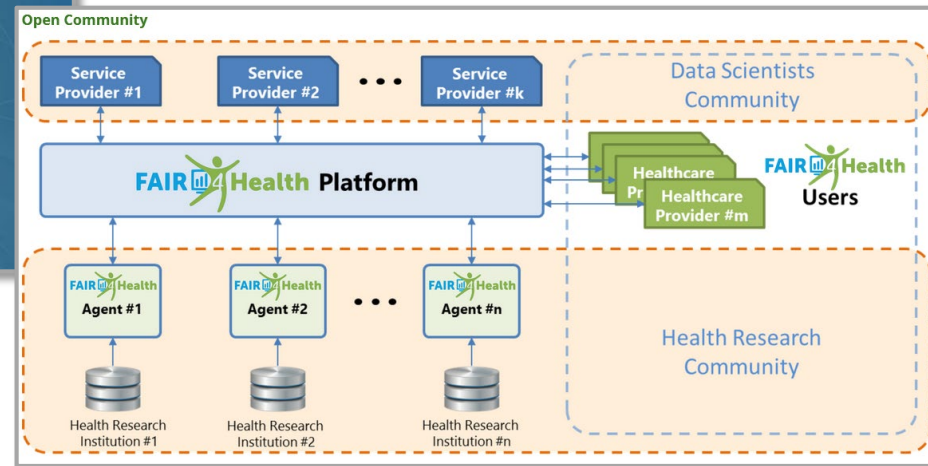 Open Community
Service
Provider #1
Service
Provider #2
• • •
Service
Provider #k
Data Scientists
Community
FAIR4Health Platform
Healthcare
Pr
Healthcare
Provider #m
FAIR4Health
Users
FAIR4Health
Agent #1
FAIR4Health
Agent #2
• • •
FAIR4Health
Agent #n
Health Research
Community
Health Research
Institution #1
Health Research
Institution #2
Health Research
Institution #n